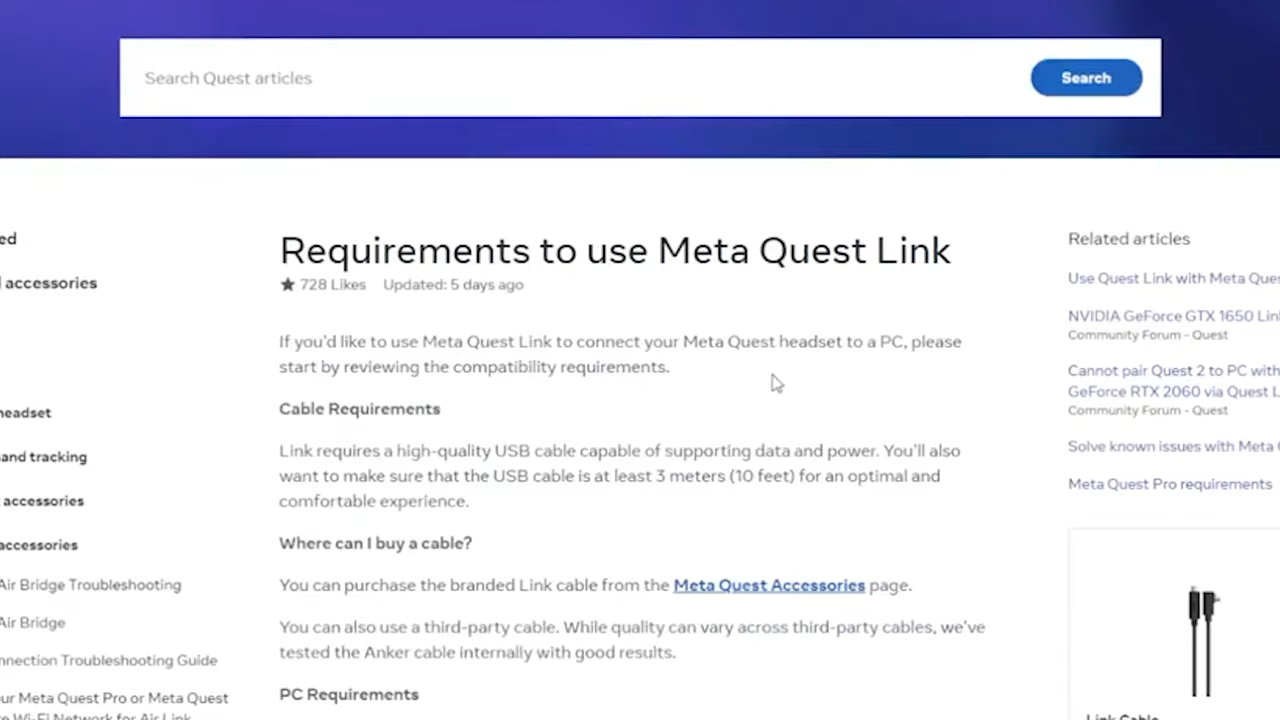 Search Quest articles
Search
ed
accessories
headset
and tracking
accessories
accessories
Air Bridge Troubleshooting
Air Bridge
nnection Troubleshooting Guide
ur Meta Quest Pro or Meta Quest
Wi-Fi Network for Air Link
Requirements to use Meta Quest Link
728 Likes Updated: 5 days ago
If you'd like to use Meta Quest Link to connect your Meta Quest headset to a PC, please
start by reviewing the compatibility requirements.
Cable Requirements
Link requires a high-quality USB cable capable of supporting data and power. You'll also
want to make sure that the USB cable is at least 3 meters (10 feet) for an optimal and
comfortable experience.
Where can I buy a cable?
You can purchase the branded Link cable from the Meta Quest Accessories page.
You can also use a third-party cable. While quality can vary across third-party cables, we've
tested the Anker cable internally with good results.
PC Requirements
Related articles
Use Quest Link with Meta Ques
NVIDIA GeForce GTX 1650 Lin
Community Forum - Quest
Cannot pair Quest 2 to PC with
GeForce RTX 2060 via Quest L
Community Forum - Quest
Solve known issues with Meta
Meta Quest Pro requirements
Link Cable